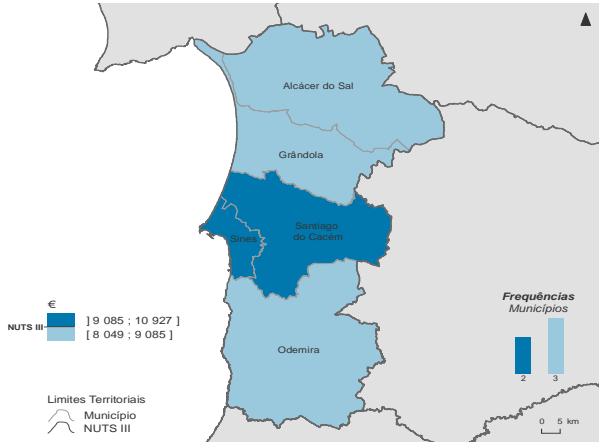 Alcácer do Sal
Grândola
Santiago
do Cacém
Sines
Odemira
€
NUTS III
] 9 085 ; 10 927 ]
[ 8 049 ; 9 085 ]
Limites Territoriais
Município
NUTS III
Frequências
Municípios
2 3
0 5 km